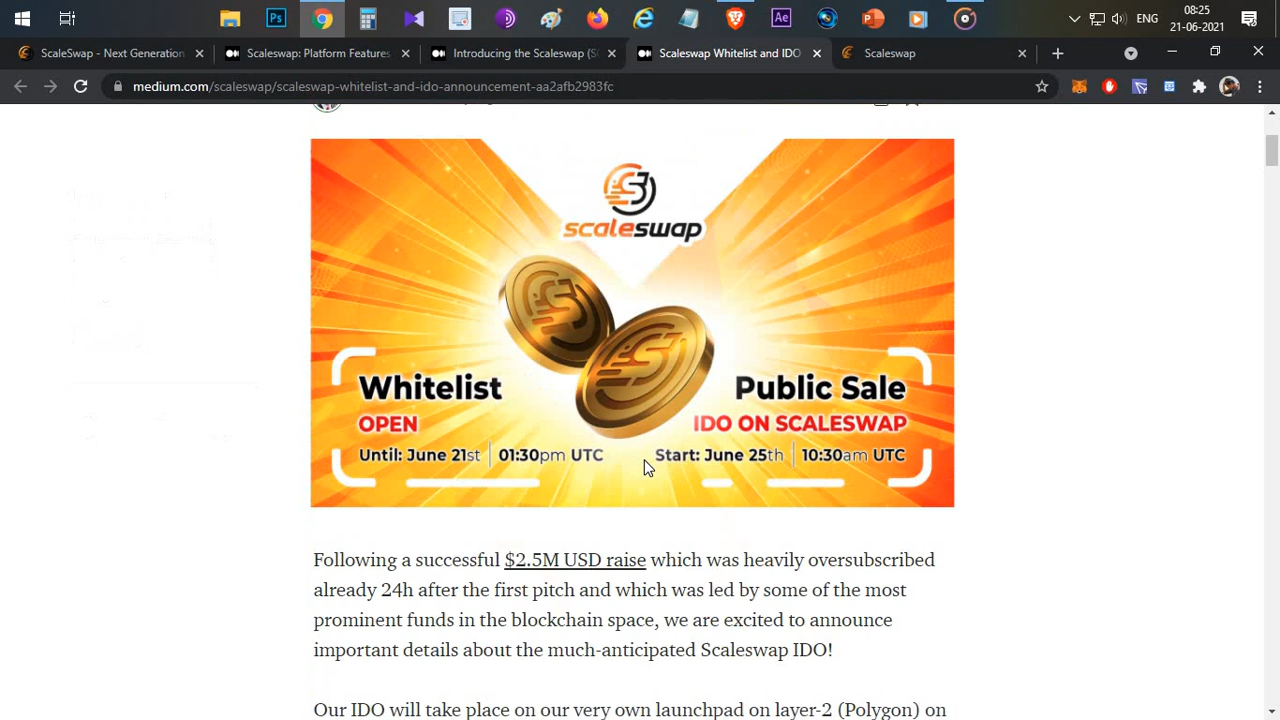 Ps
Ae
ENG
08:25
21-06-2021
ScaleSwap - Next Generation
Scaleswap: Platform Features
Introducing the Scaleswap (SC
Scaleswap Whitelist and IDO
Scaleswap
medium.com/scaleswap/scaleswap-whitelist-and-ido-announcement-aa2afb2983fc
scaleswap
Whitelist
OPEN
Until: June 21st | 01:30pm UTC
Public Sale
IDO ON SCALESWAP
Start: June 25th | 10:30am UTC
Following a successful $2.5M USD raise which was heavily oversubscribed
already 24h after the first pitch and which was led by some of the most
prominent funds in the blockchain space, we are excited to announce
important details about the much-anticipated Scaleswap IDO!
Our IDO will take place on our very own launchpad on layer-2 (Polygon) on